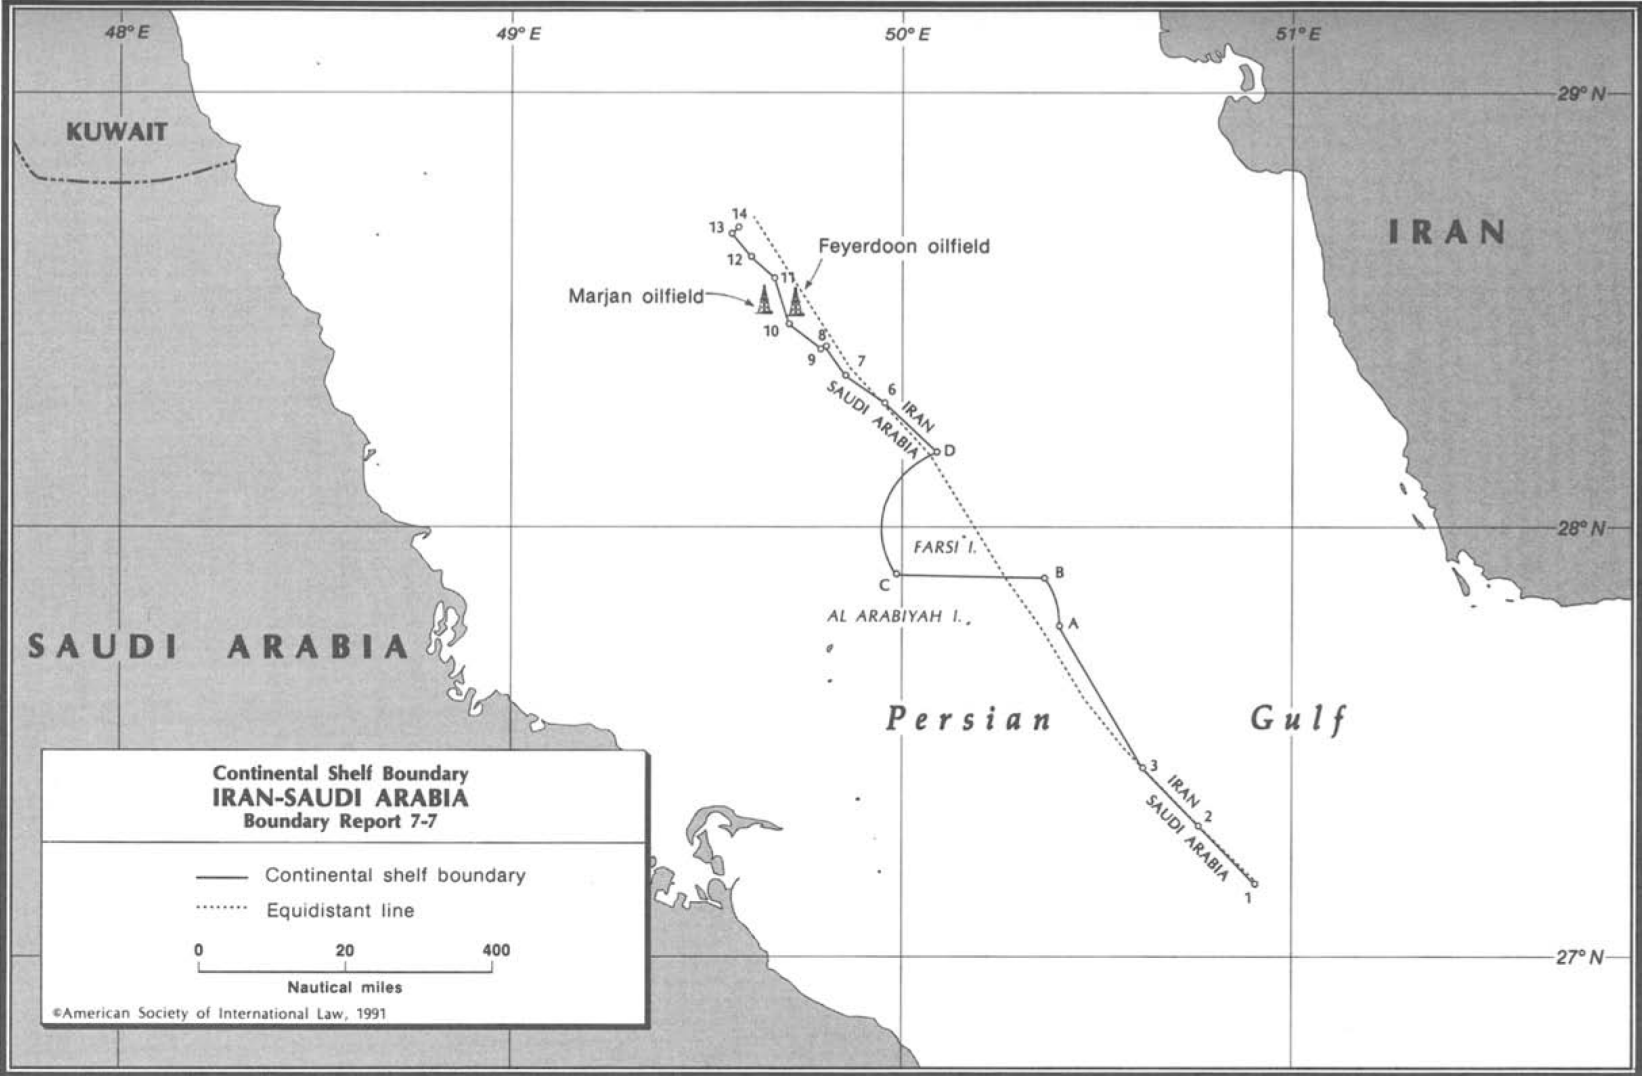 48° E
49° E
50° E
51° E
29° N
KUWAIT
IRAN
14
13
Feyerdoon oilfield
12
11
Marjan oilfield
10
8
9
7
6
IRAN
SAUDI ARABIA
D
28° N
FARSI I.
C
B
AL ARABIYAH I.
A
SAUDI ARABIA
Persian Gulf
3
IRAN
2
SAUDI ARABIA
1
27° N
Continental Shelf Boundary
IRAN-SAUDI ARABIA
Boundary Report 7-7
Continental shelf boundary
Equidistant line
0 20 400
Nautical miles
©American Society of International Law, 1991